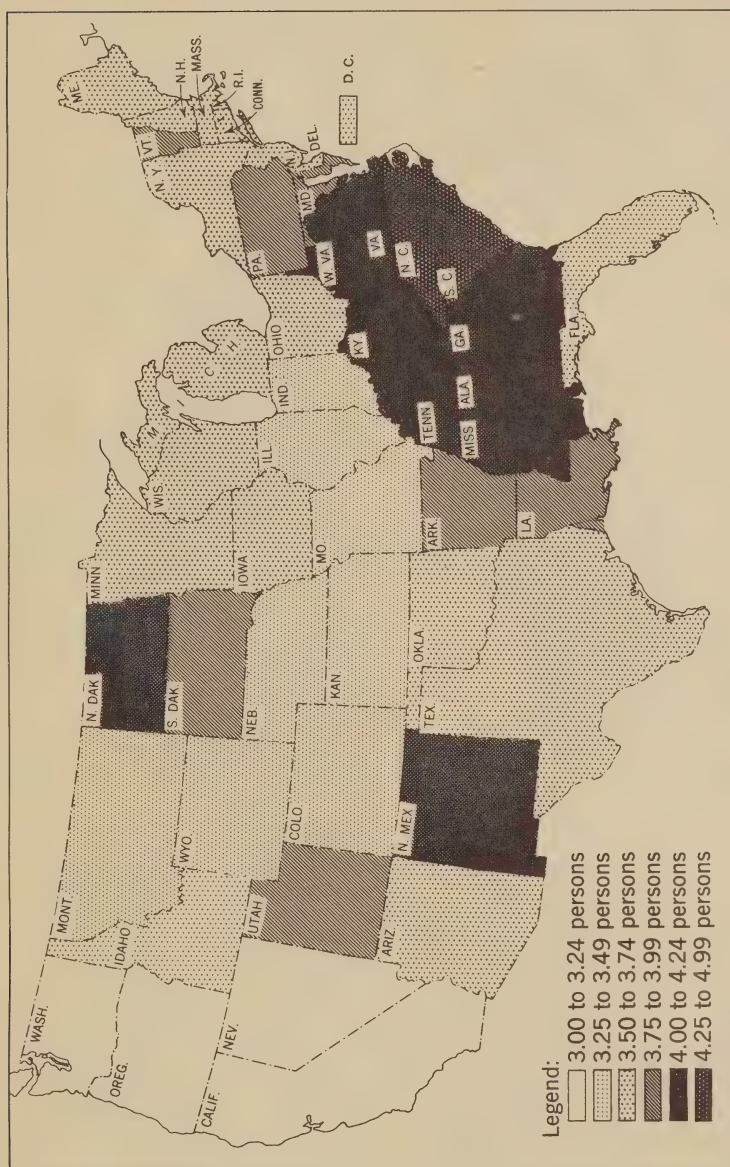 WASH.
OREG.
CALIF.
NEV.
IDAHO
MONT.
WYO
UTAH
ARIZ
COLO
N. MEX
N. DAK
S. DAK
NEB.
KAN
OKLA
TEX.
MINN
IOWA
MO
ARK
LA.
WIS
ILL
MICH
IND
OHIO
KY
TENN
MISS
ALA
GA
FLA.
S. C.
N. C.
VA
W. VA
MD
DEL.
D. C.
PA.
N. J.
N. Y.
VT.
ME.
N.H.
MASS.
R.I.
CONN.
Legend:
3.00 to 3.24 persons
3.25 to 3.49 persons
3.50 to 3.74 persons
3.75 to 3.99 persons
4.00 to 4.24 persons
4.25 to 4.99 persons